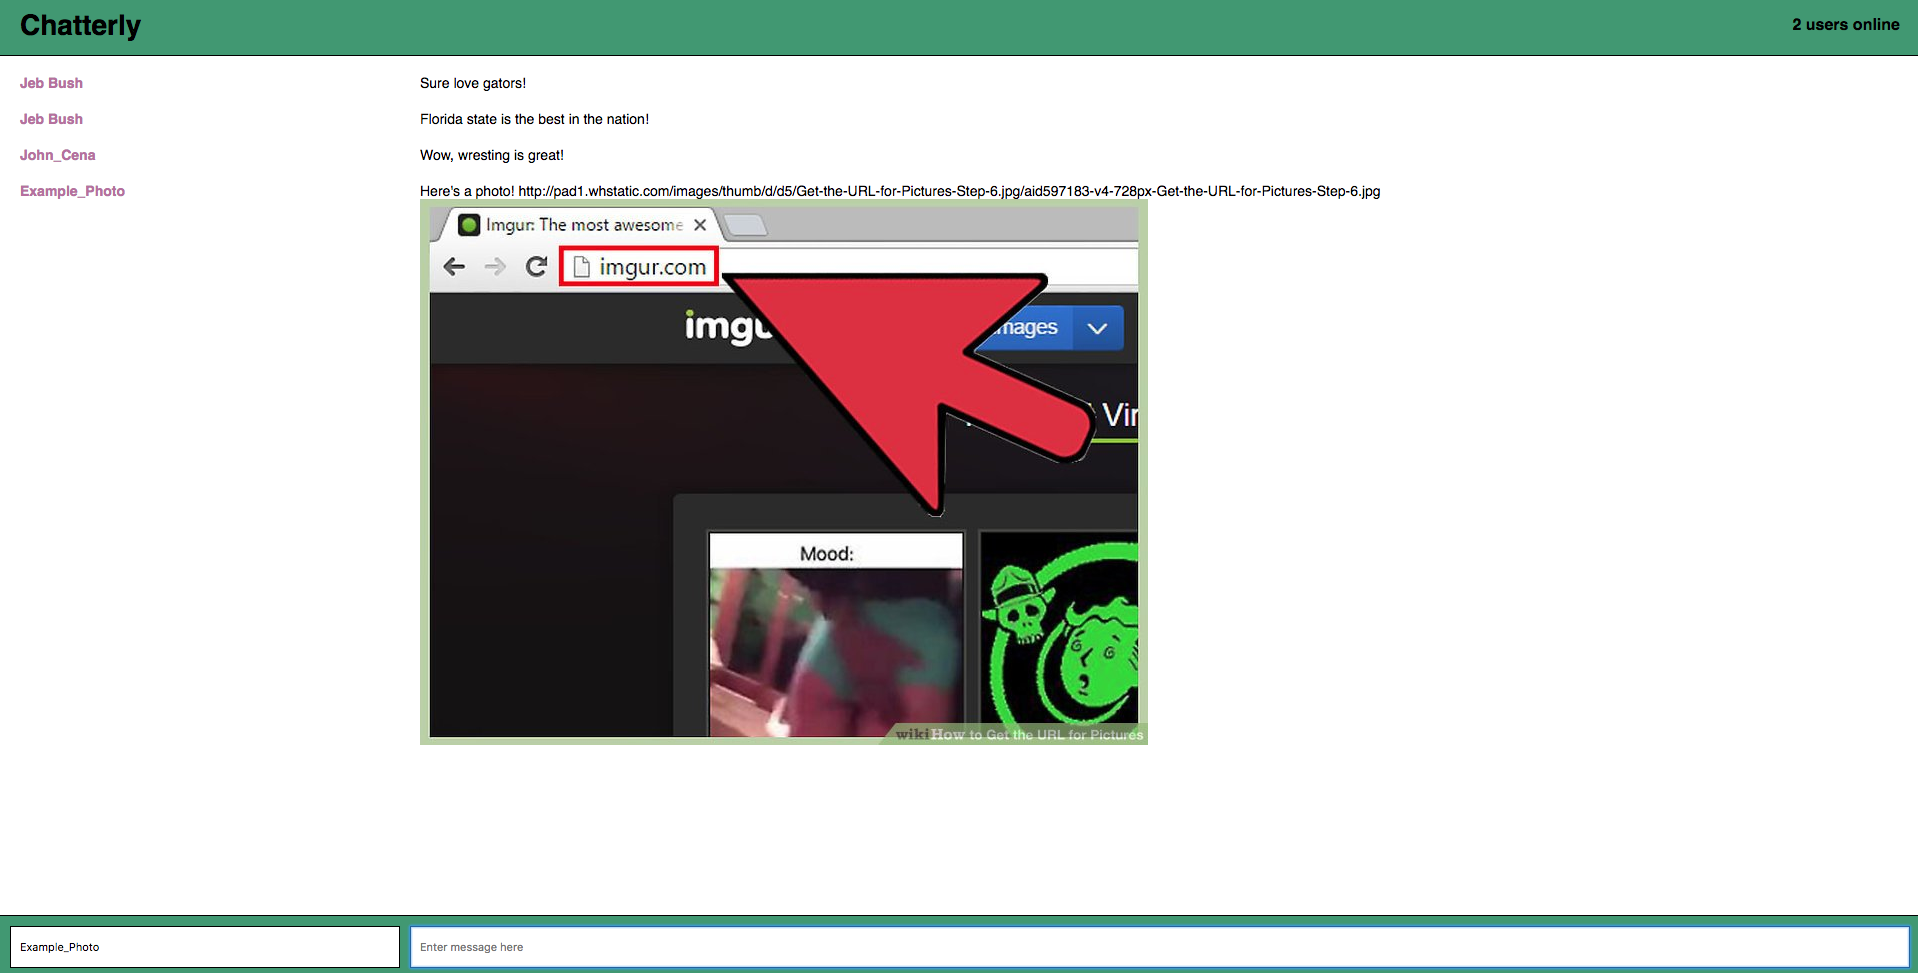 Chatterly
2 users online
Jeb Bush Sure love gators!
Jeb Bush Florida state is the best in the nation!
John_Cena Wow, wresting is great!
Example_Photo Here's a photo! http://pad1.whstatic.com/images/thumb/d/d5/Get-the-URL-for-Pictures-Step-6.jpg/aid597183-v4-728px-Get-the-URL-for-Pictures-Step-6.jpg
Imgur: The most awesome
imgur.com
imgu
mages
Vir
Mood:
wikiHow to Get the URL for Pictures
Example_Photo
Enter message here